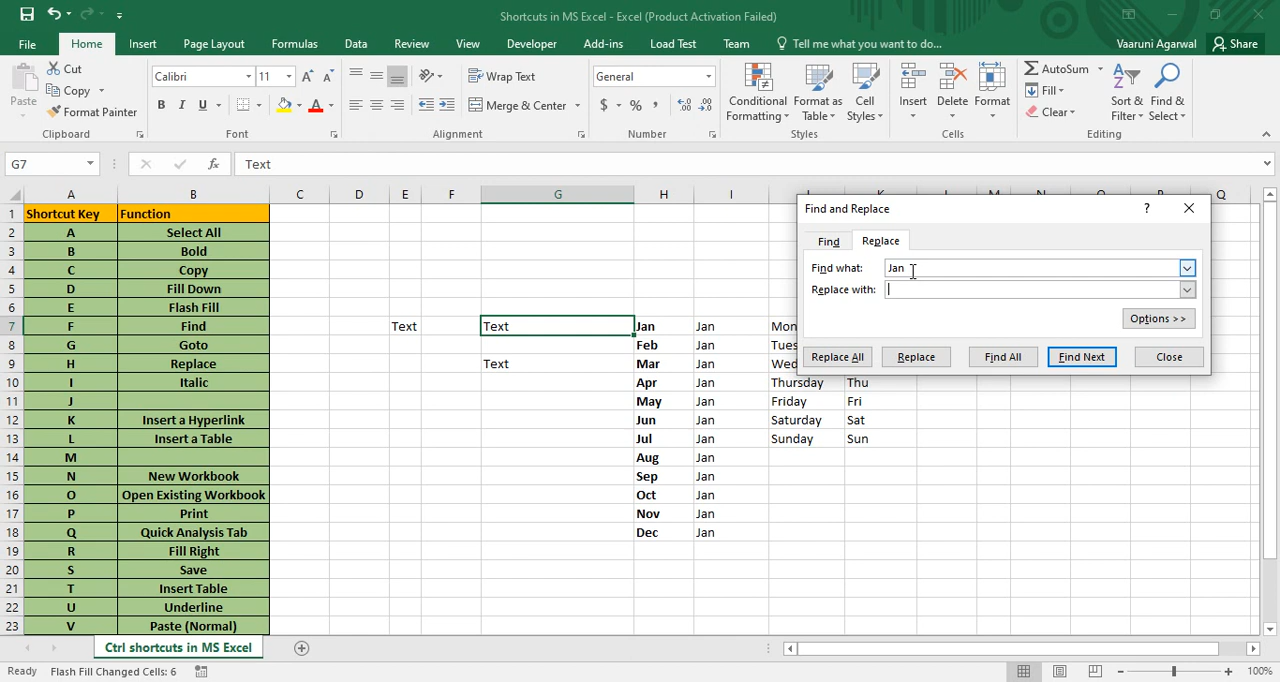 Shortcuts in MS Excel - Excel (Product Activation Failed)
File Home Insert Page Layout Formulas Data Review View Developer Add-ins Load Test Team Tell me what you want to do... Vaaruni Agarwal Share
Paste Cut Copy Format Painter Clipboard
Calibri 11 B I U A Font
Wrap Text Merge & Center Alignment
General $ % , Number
Conditional Formatting Format as Table Cell Styles Styles
Insert Delete Format Cells
AutoSum Fill Clear Sort & Filter Find & Select Editing
G7 fx Text
A B C D E F G H I J K L M N O P Q
1 Shortcut Key Function
2 A Select All
3 B Bold
4 C Copy
5 D Fill Down
6 E Flash Fill
7 F Find Text Text Jan Jan Mon
8 G Goto Feb Jan Tues
9 H Replace Text Mar Jan Wed
10 I Italic Apr Jan Thursday Thu
11 J May Jan Friday Fri
12 K Insert a Hyperlink Jun Jan Saturday Sat
13 L Insert a Table Jul Jan Sunday Sun
14 M Aug Jan
15 N New Workbook Sep Jan
16 O Open Existing Workbook Oct Jan
17 P Print Nov Jan
18 Q Quick Analysis Tab Dec Jan
19 R Fill Right
20 S Save
21 T Insert Table
22 U Underline
23 V Paste (Normal)
Find and Replace ?
Find Replace
Find what: Jan
Replace with:
Options >>
Replace All Replace Find All Find Next Close
Ctrl shortcuts in MS Excel
Ready Flash Fill Changed Cells: 6 100%